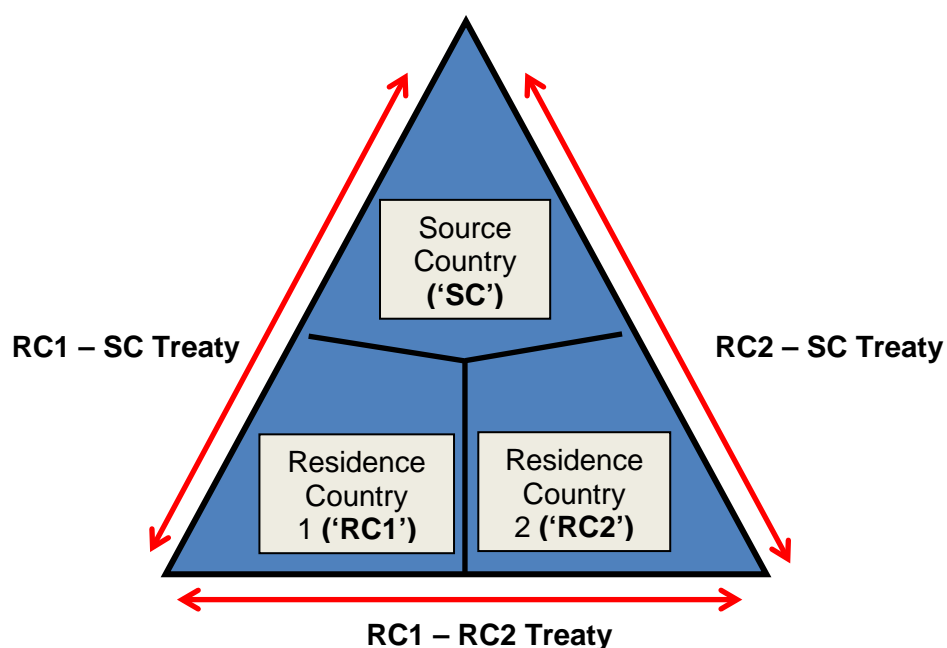 Source
Country
(‘SC’)
RC1 – SC Treaty
RC2 – SC Treaty
Residence
Country
1 (‘RC1’)
Residence
Country
2 (‘RC2’)
RC1 – RC2 Treaty